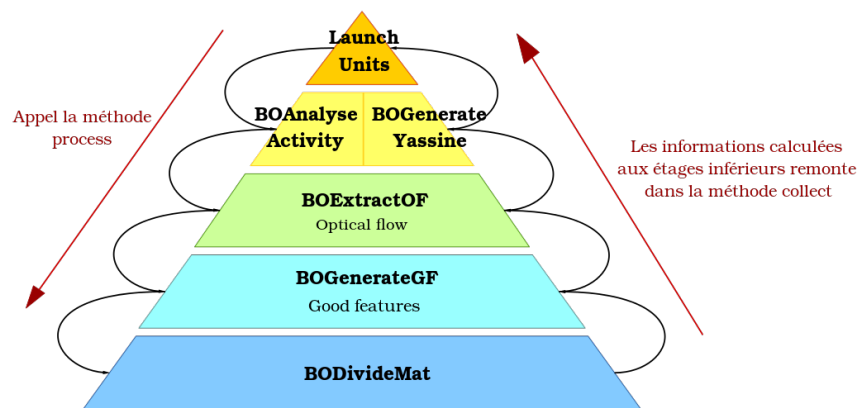 Launch
Units
BOAnalyse
Activity
BOGenerate
Yassine
BOExtractOF
Optical flow
BOGenerateGF
Good features
BODivideMat
Appel la méthode
process
Les informations calculées
aux étages inférieurs remonte
dans la méthode collect